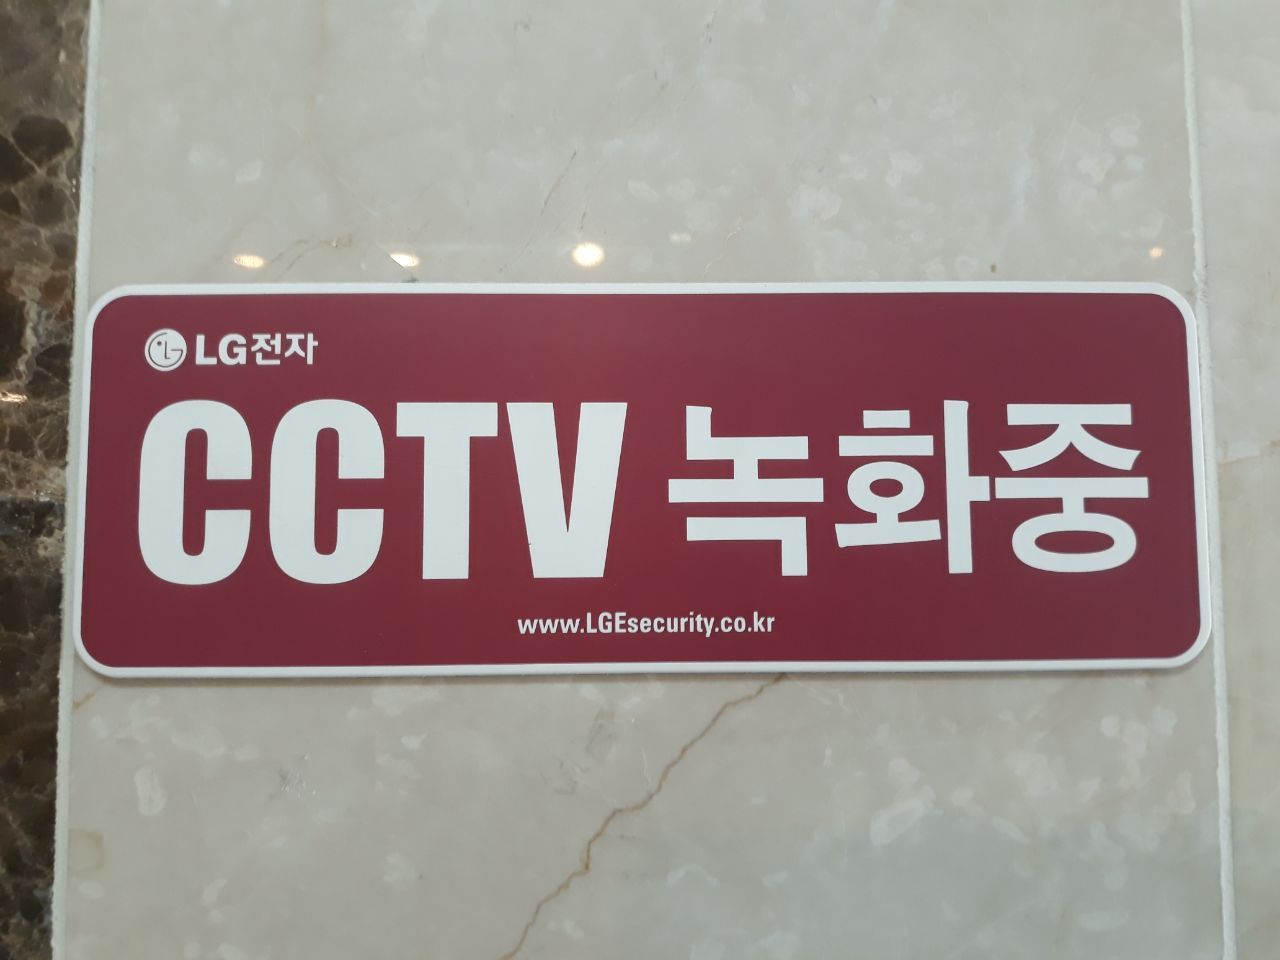 LG전자
CCTV 녹화중
www.LGEsecurity.co.kr